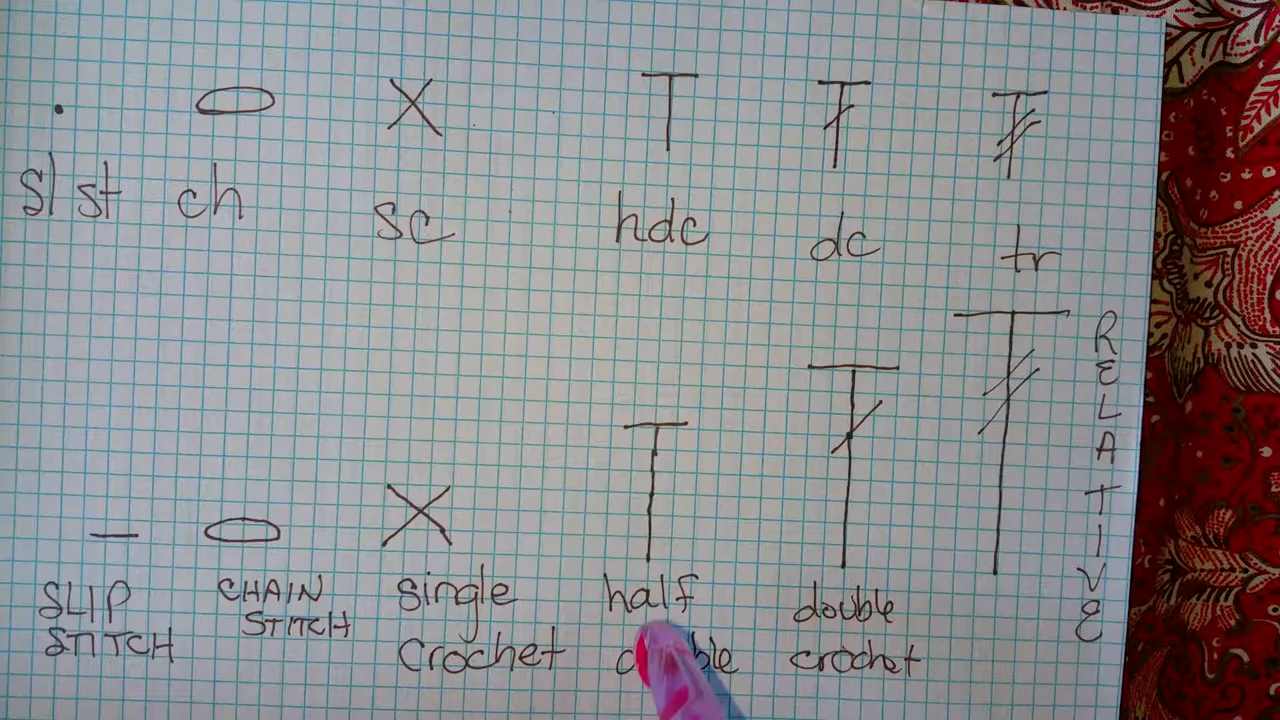 sl st ch sc hdc dc tr
RELATIVE
SLIP CHAIN single half double
STITCH STITCH crochet crochet